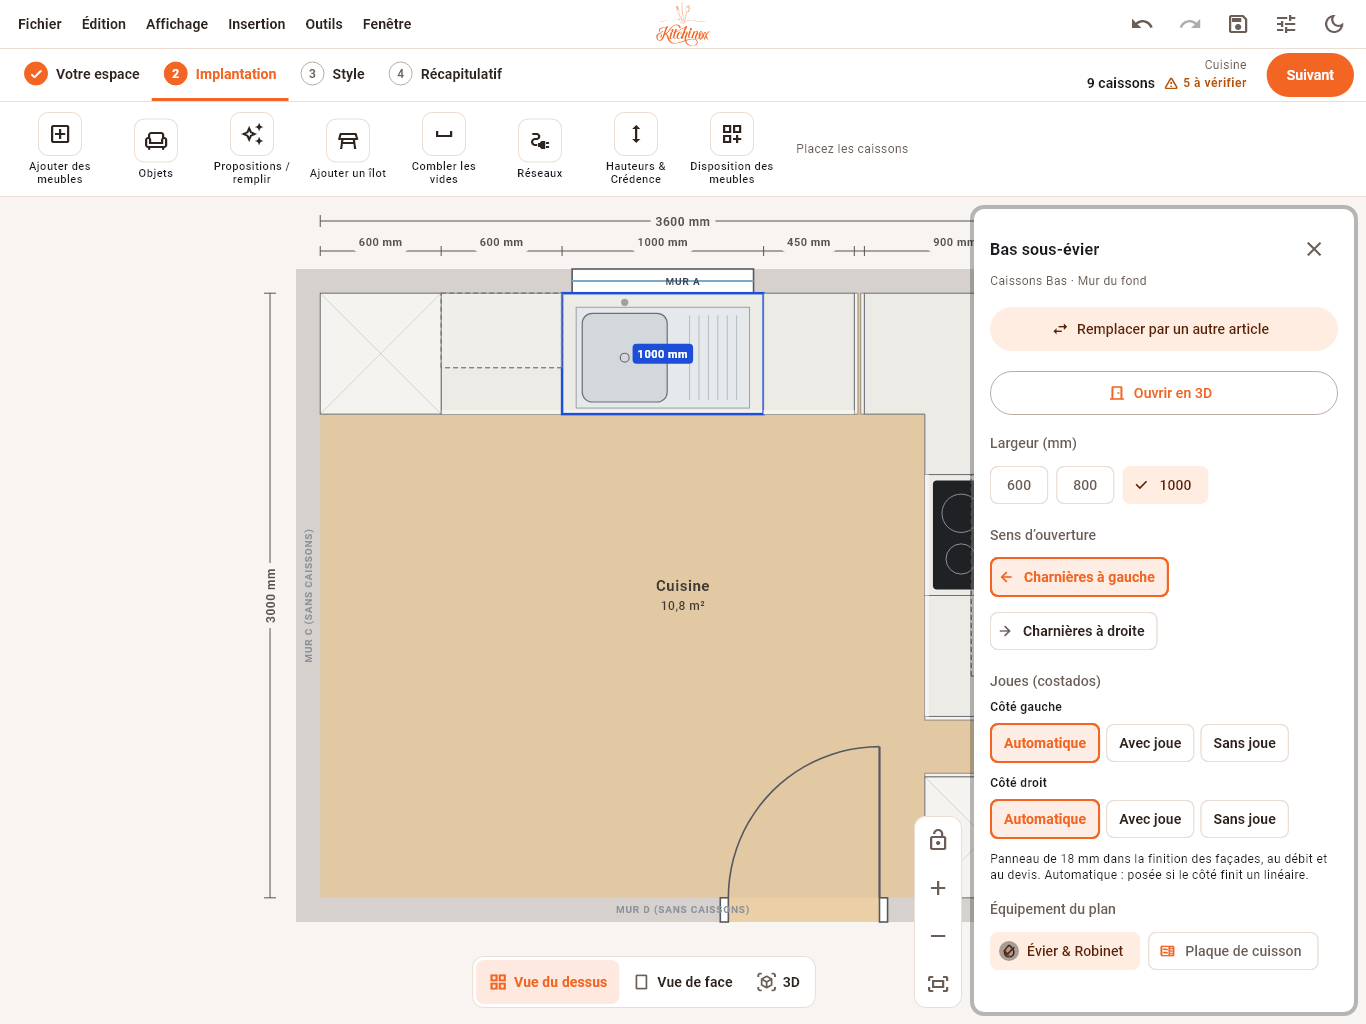 Fichier
Édition
Affichage
Insertion
Outils
Fenêtre
Kitchinox
Votre espace
2
Implantation
3
Style
4
Récapitulatif
Cuisine
9 caissons
5 à vérifier
Suivant
Ajouter des
meubles
Objets
Propositions /
remplir
Ajouter un îlot
Combler les
vides
Réseaux
Hauteurs &
Crédence
Disposition des
meubles
Placez les caissons
3600 mm
600 mm
600 mm
1000 mm
450 mm
900 mm
MUR A
1000 mm
3000 mm
MUR C (SANS CAISSONS)
Cuisine
10,8 m²
MUR D (SANS CAISSONS)
Vue du dessus
Vue de face
3D
Bas sous-évier
Caissons Bas · Mur du fond
Remplacer par un autre article
Ouvrir en 3D
Largeur (mm)
600
800
1000
Sens d’ouverture
Charnières à gauche
Charnières à droite
Joues (costados)
Côté gauche
Automatique
Avec joue
Sans joue
Côté droit
Automatique
Avec joue
Sans joue
Panneau de 18 mm dans la finition des façades, au débit et
au devis. Automatique : posée si le côté finit un linéaire.
Équipement du plan
Évier & Robinet
Plaque de cuisson